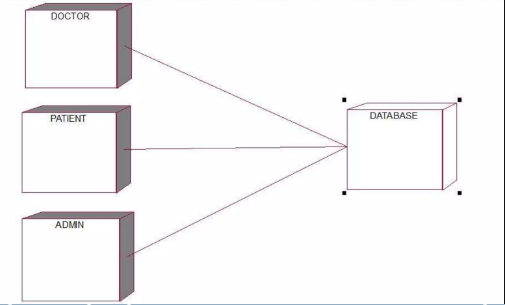 DOCTOR
PATIENT
DATABASE
ADMIN